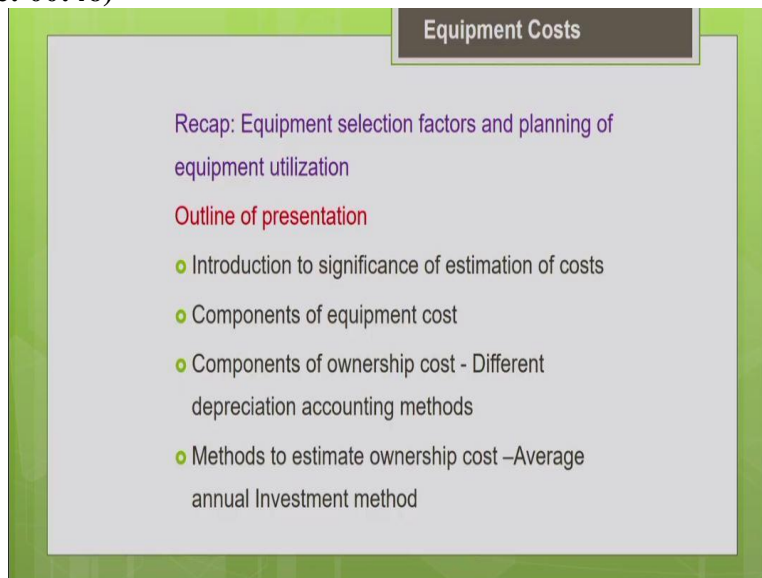 Equipment Costs
Recap: Equipment selection factors and planning of
equipment utilization
Outline of presentation
Introduction to significance of estimation of costs
Components of equipment cost
Components of ownership cost - Different
depreciation accounting methods
Methods to estimate ownership cost –Average
annual Investment method